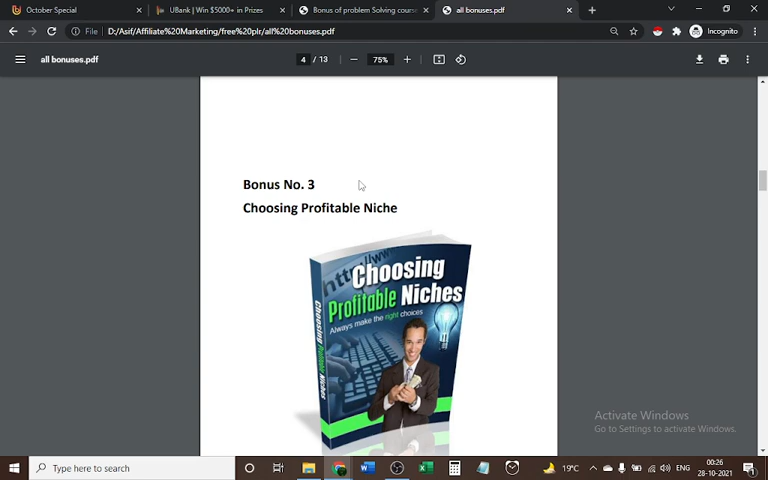 October Special
UBank | Win $5000+ in Prizes
Bonus of problem Solving course
all bonuses.pdf
File
D:/Asif/Affiliate%20Marketing/free%20plr/all%20bonuses.pdf
Incognito
all bonuses.pdf
4 / 13
75%
Bonus No. 3
Choosing Profitable Niche
http://ww
Choosing
Profitable Niches
Always make the right choices
Choosing Profitable Niches
Activate Windows
Go to Settings to activate Windows.
Type here to search
19°C
ENG
00:26
28-10-2021